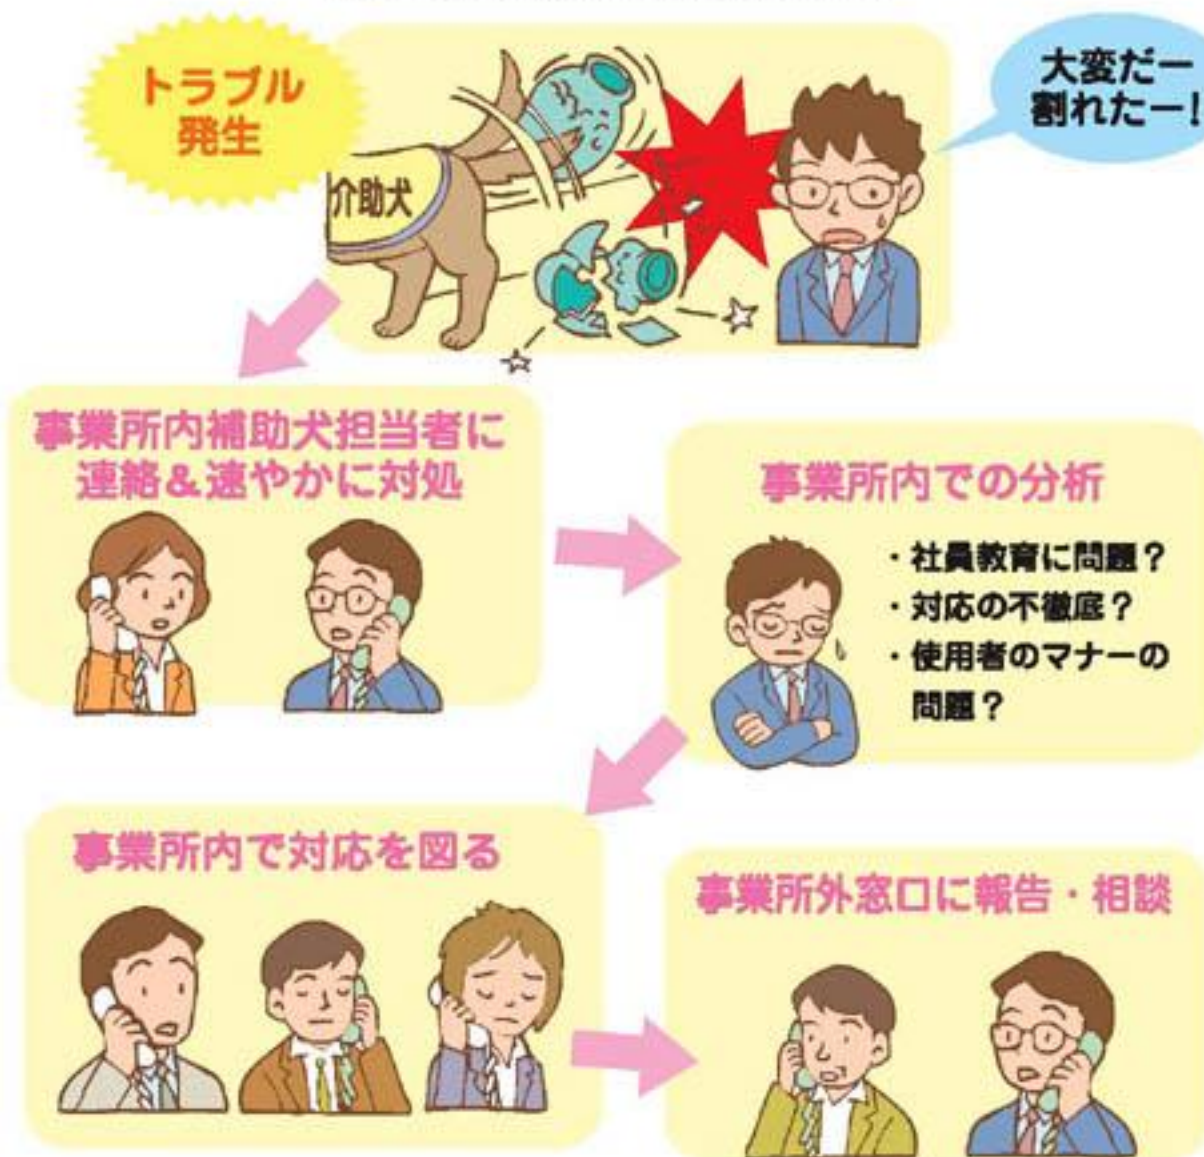 トラブル
発生
大変だー
割れたー!
介助犬
事業所内補助犬担当者に
連絡&速やかに対処
事業所内での分析
・社員教育に問題？
・対応の不徹底？
・使用者のマナーの
問題？
事業所内で対応を図る
事業所外窓口に報告・相談